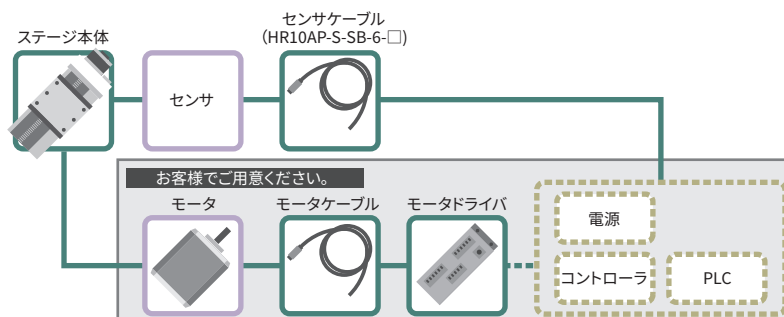 センサケーブル
ステージ本体
(HR10AP-S-SB-6-□)
センサ
お客様でご用意ください。
モータ
モータケーブル
モータドライバ
電源
コントローラ
PLC